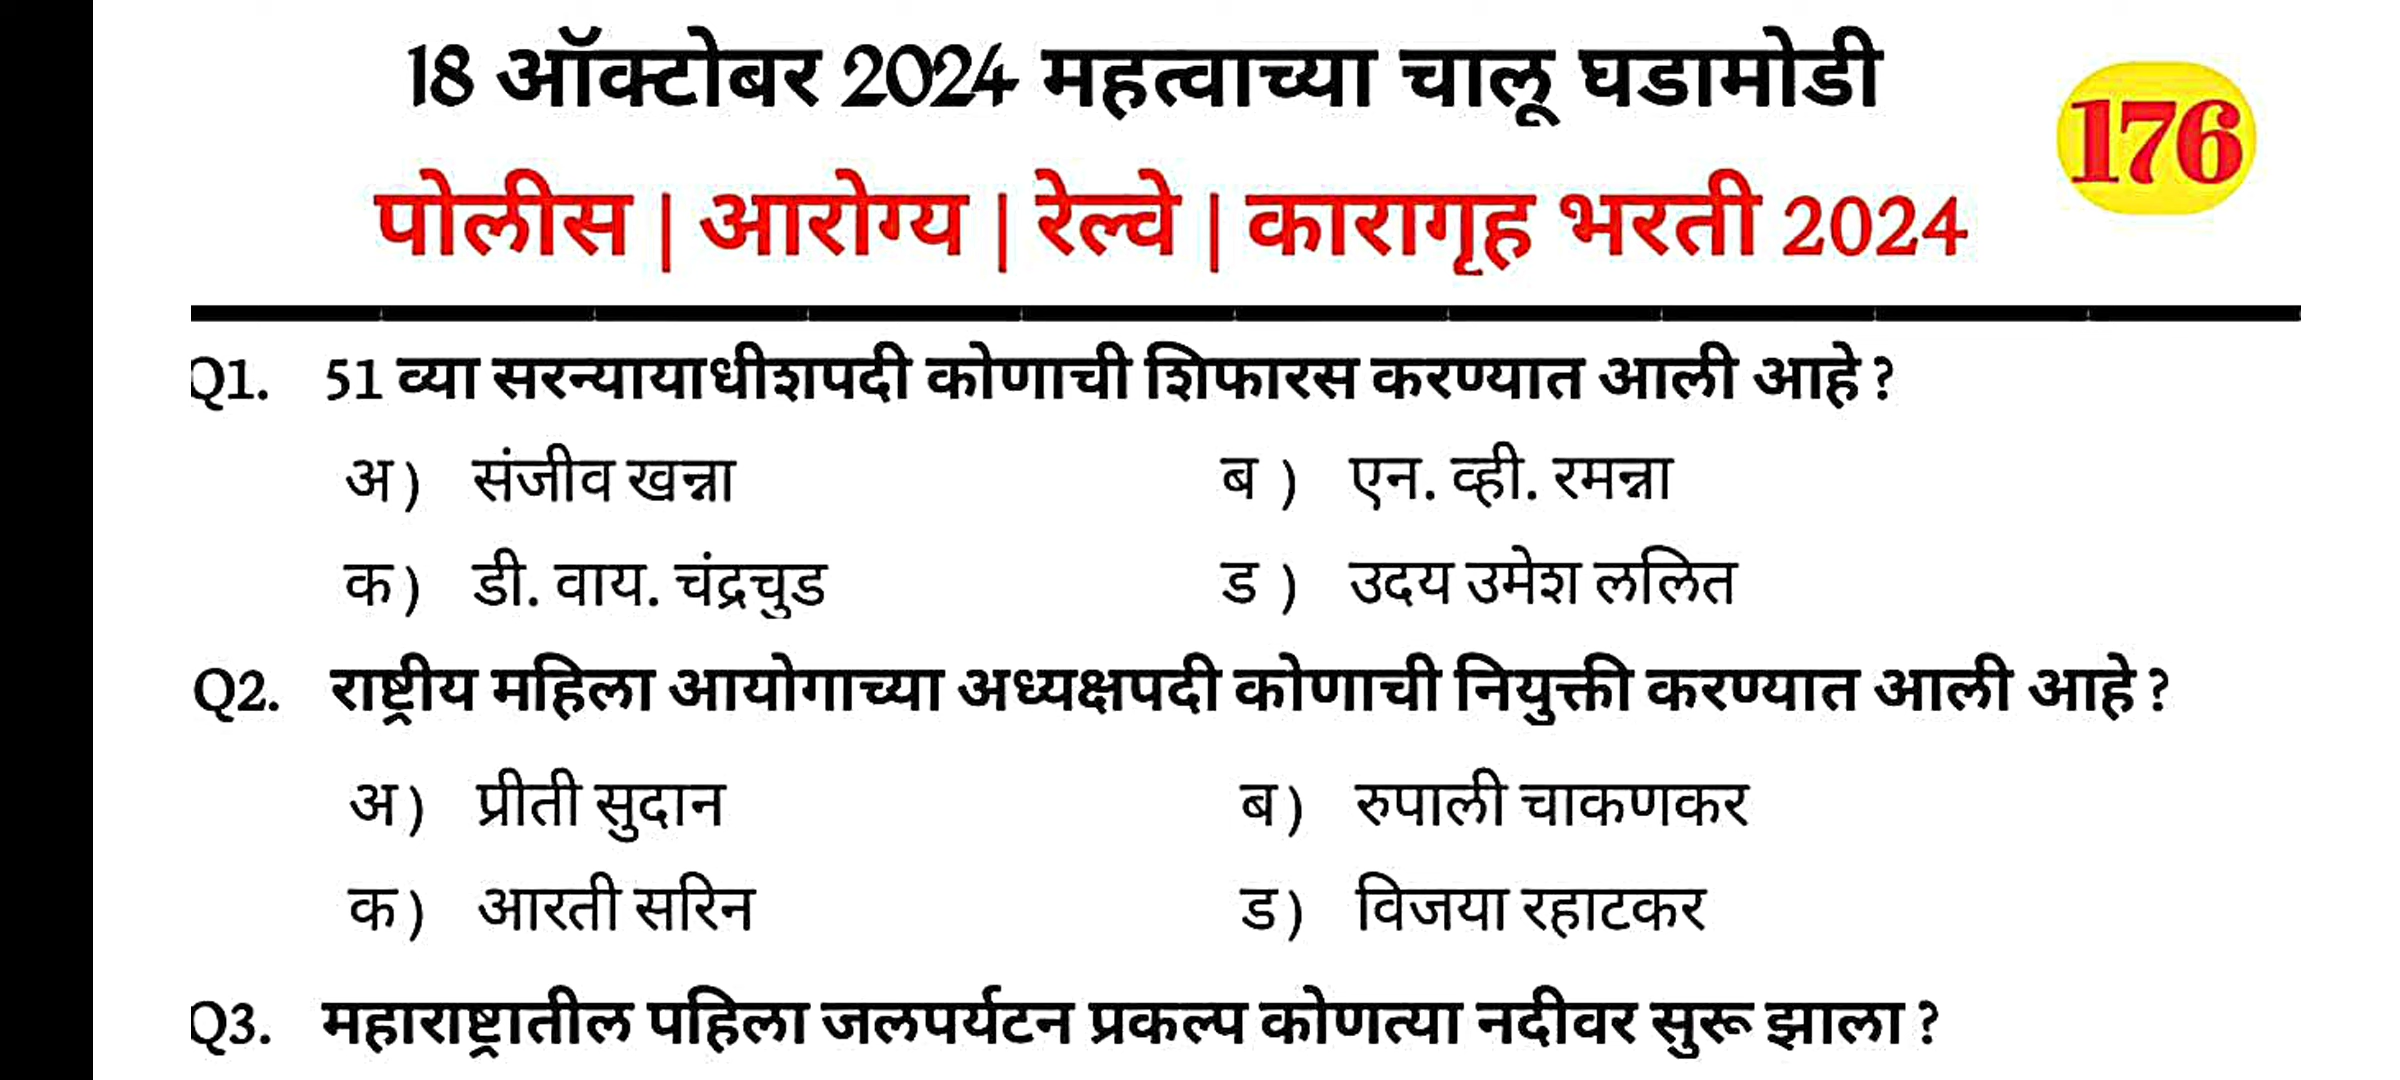 18 ऑक्टोबर 2024 महत्वाच्या चालू घडामोडी
176
पोलीस | आरोग्य | रेल्वे | कारागृह भरती 2024
Q1. 51 व्या सरन्यायाधीशपदी कोणाची शिफारस करण्यात आली आहे ?
अ ) संजीव खन्ना ब ) एन. व्ही. रमन्ना
क ) डी. वाय. चंद्रचुड ड ) उदय उमेश ललित
Q2. राष्ट्रीय महिला आयोगाच्या अध्यक्षपदी कोणाची नियुक्ती करण्यात आली आहे ?
अ ) प्रीती सुदान ब ) रुपाली चाकणकर
क ) आरती सरिन ड ) विजया रहाटकर
Q3. महाराष्ट्रातील पहिला जलपर्यटन प्रकल्प कोणत्या नदीवर सुरू झाला ?